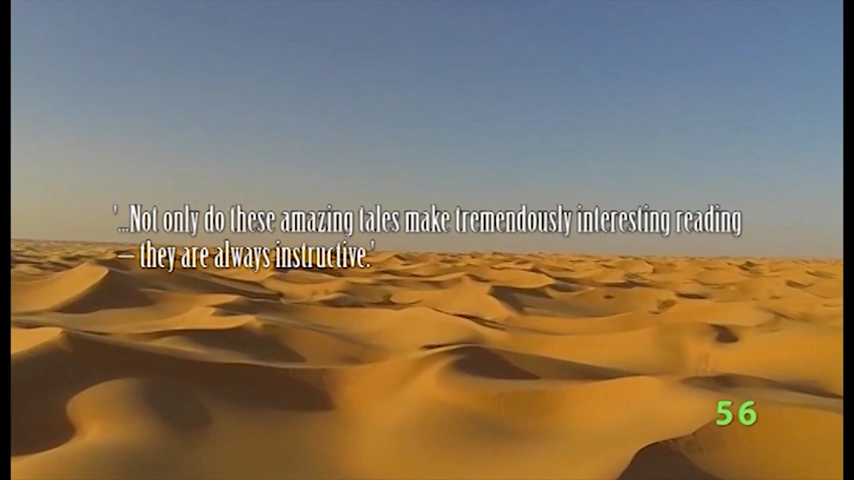 '...Not only do these amazing tales make tremendously interesting reading
– they are always instructive.'
56